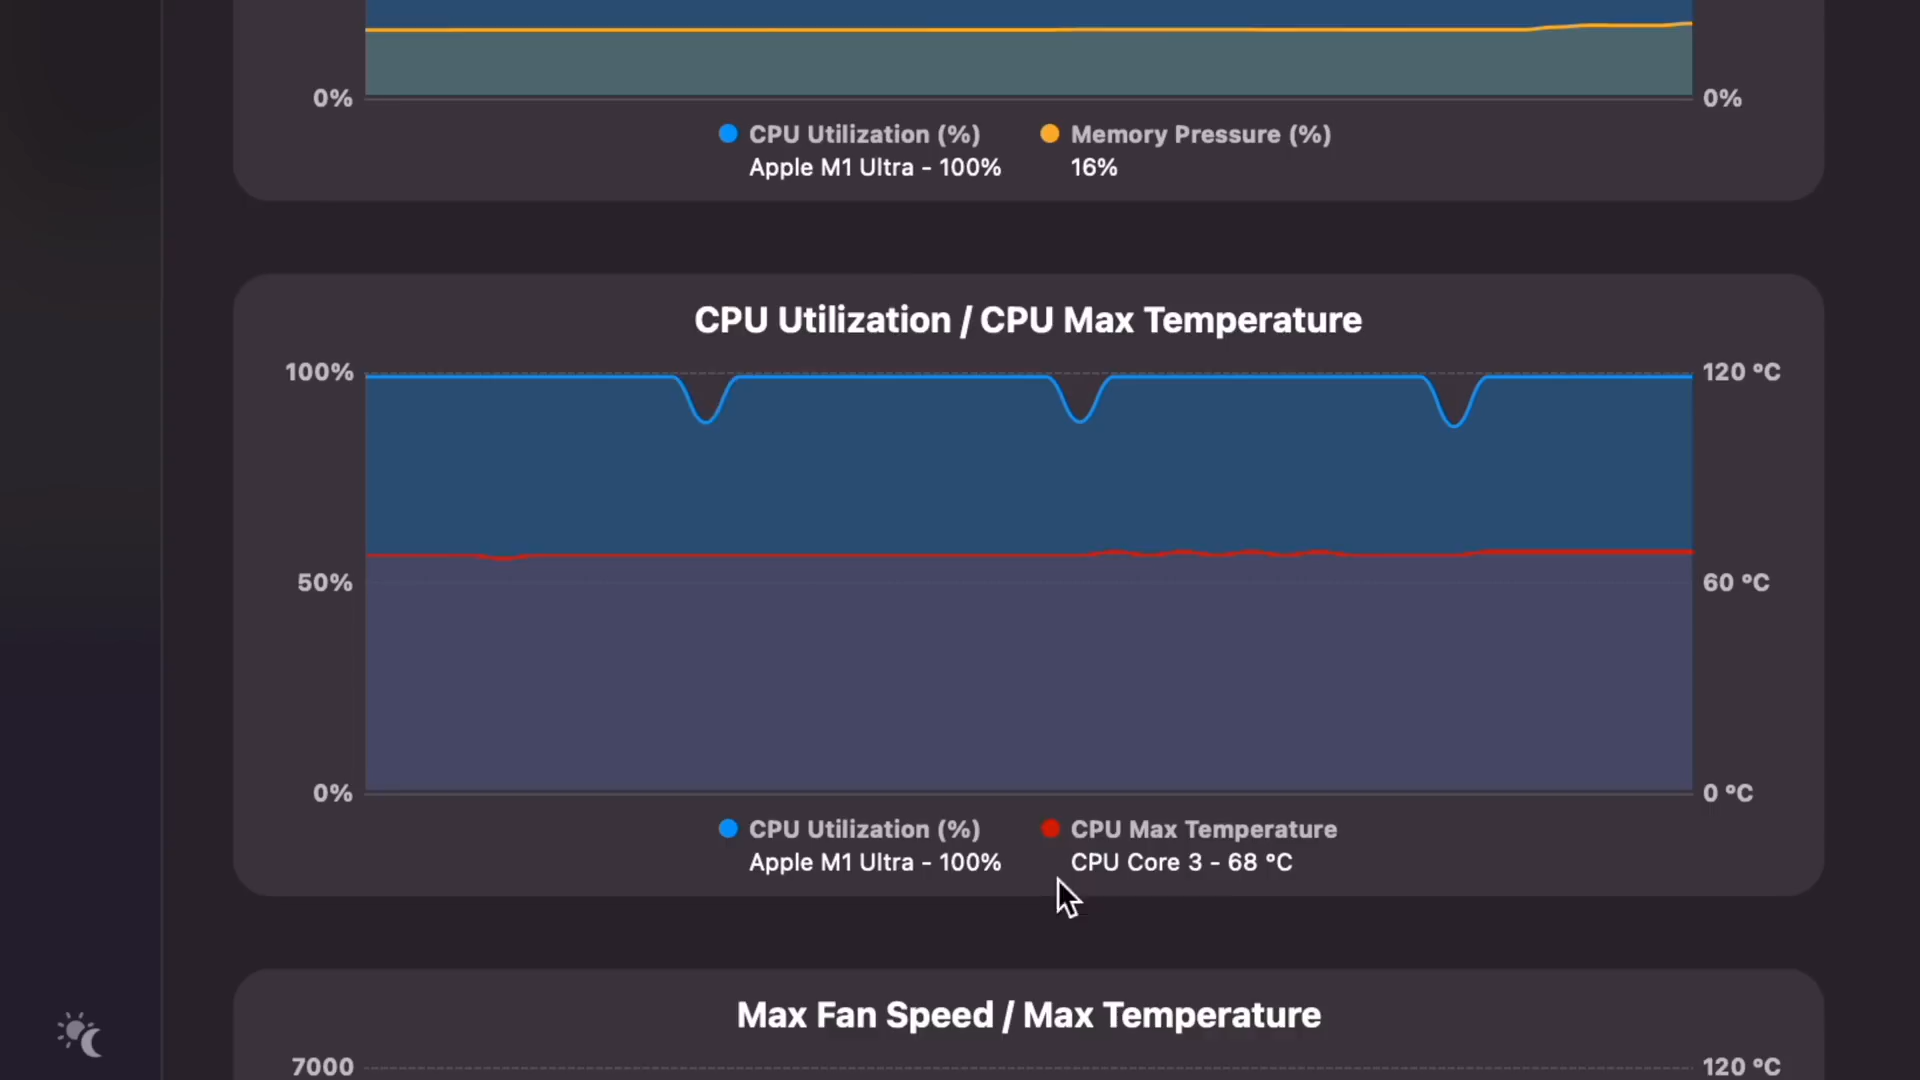 0%
0%
CPU Utilization (%)
Memory Pressure (%)
Apple M1 Ultra - 100%
16%
CPU Utilization / CPU Max Temperature
100%
120 °C
50%
60 °C
0%
0 °C
CPU Utilization (%)
CPU Max Temperature
Apple M1 Ultra - 100%
CPU Core 3 - 68 °C
Max Fan Speed / Max Temperature
7000
120 °C